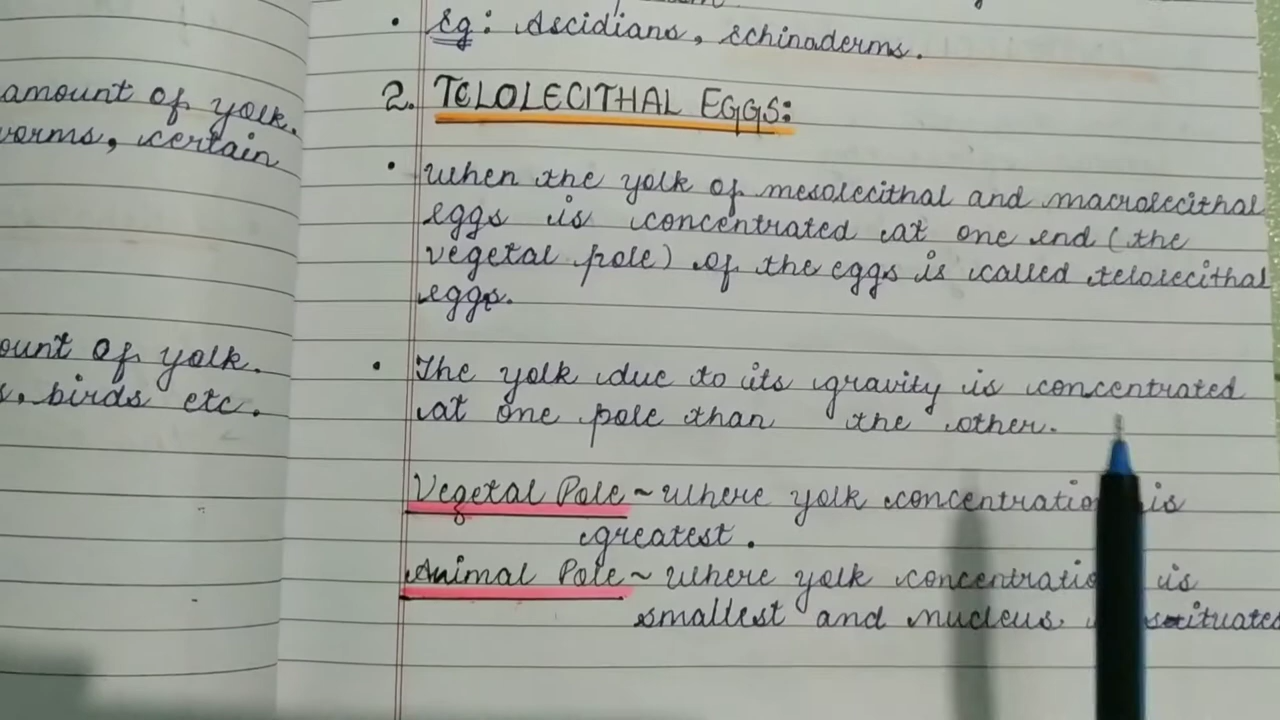 amount of yolk.
worms, certain
ount of yolk.
s, birds etc.
• Eg: Ascidians, Echinaderms.
2. TELOLECITHAL EGGS:
• When the yolk of mesolecithal and macrolecithal
eggs is concentrated at one end (the
vegetal pole) of the eggs is called telolecithal
eggs.
• The yolk due to its gravity is concentrated
at one pole than the other.
Vegetal Pole ~ Where yolk concentration is
greatest.
Animal Pole ~ Where yolk concentration is
smallest and nucleus situated